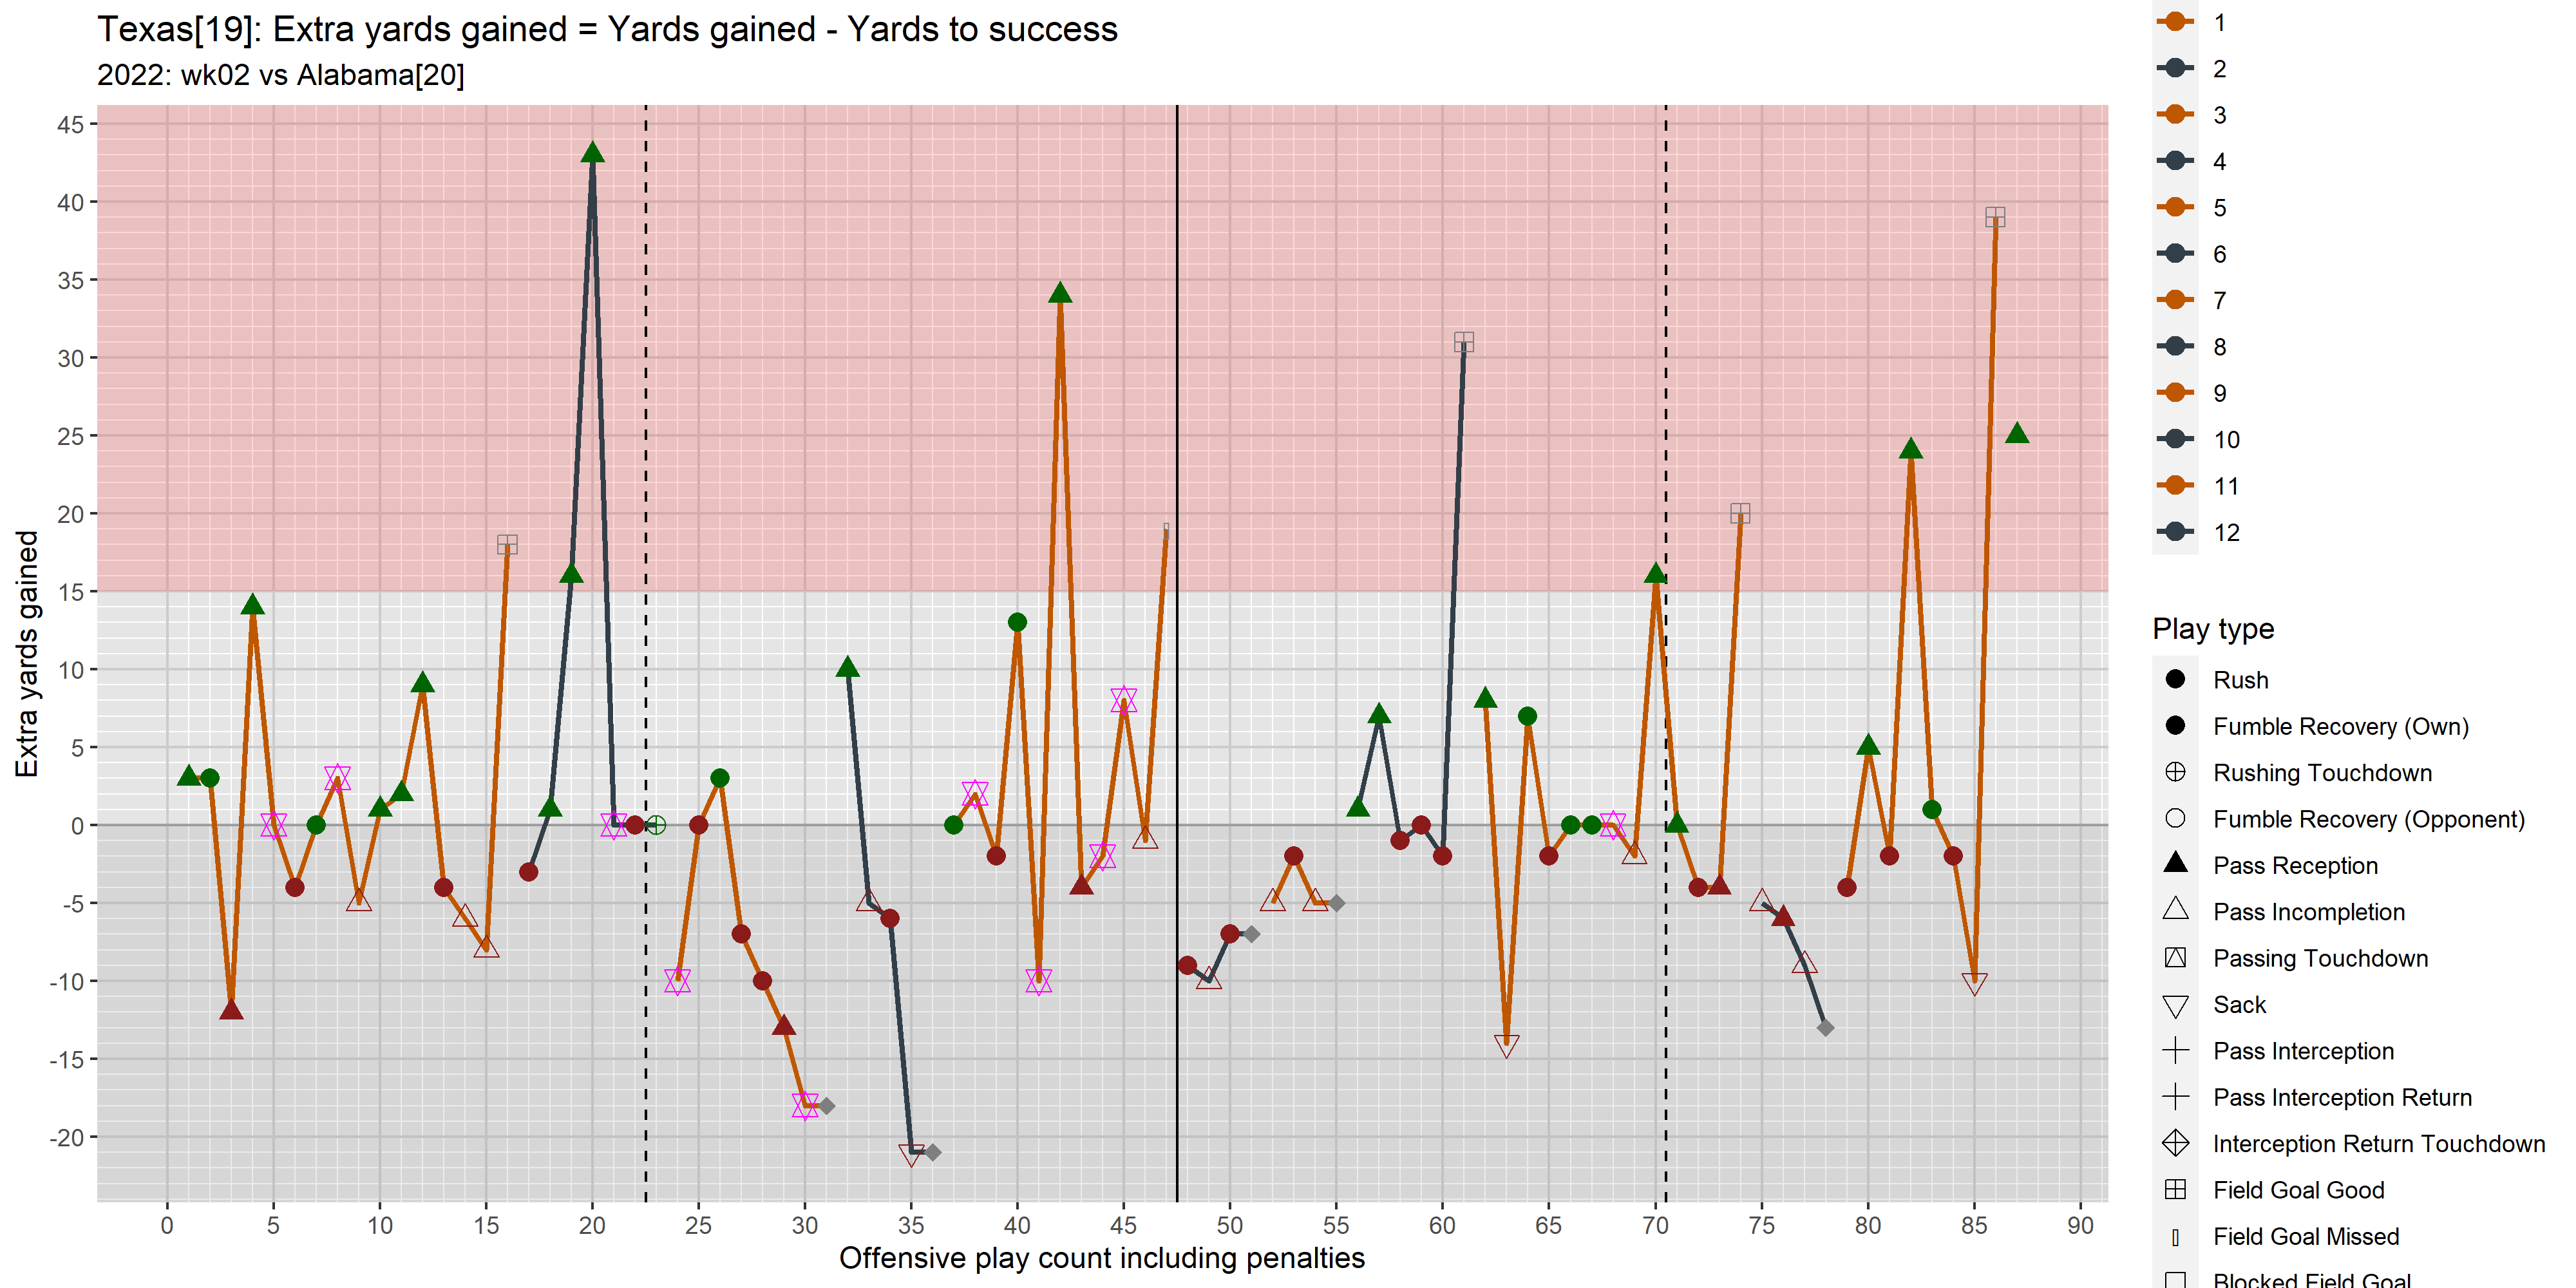 Texas[19]: Extra yards gained = Yards gained - Yards to success
2022: wk02 vs Alabama[20]
Extra yards gained
45
40
35
30
25
20
15
10
5
0
-5
-10
-15
-20
0 5 10 15 20 25 30 35 40 45 50 55 60 65 70 75 80 85 90
Offensive play count including penalties
1
2
3
4
5
6
7
8
9
10
11
12
Play type
Rush
Fumble Recovery (Own)
Rushing Touchdown
Fumble Recovery (Opponent)
Pass Reception
Pass Incompletion
Passing Touchdown
Sack
Pass Interception
Pass Interception Return
Interception Return Touchdown
Field Goal Good
Field Goal Missed
Blocked Field Goal